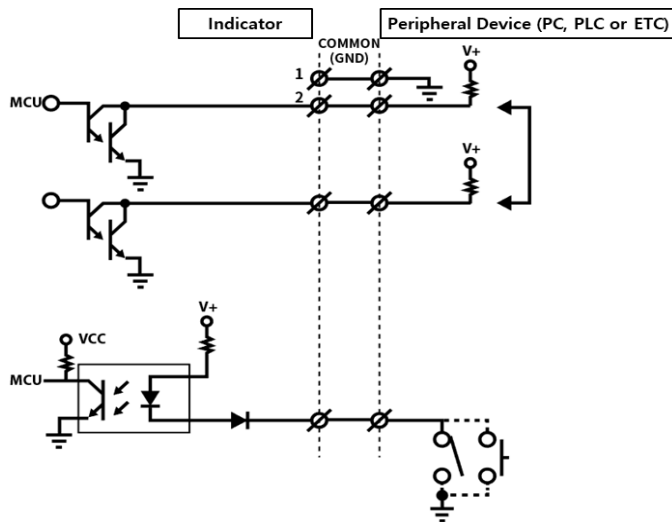 Indicator
Peripheral Device (PC, PLC or ETC)
COMMON
(GND)
V+
1
MCU
2
V+
V+
VCC
MCU